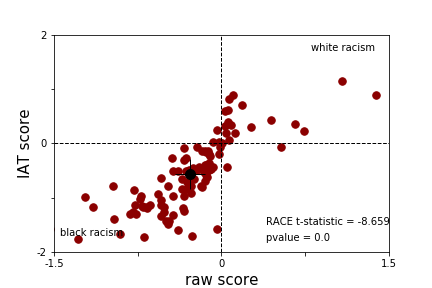 2
white racism
IAT score
0
RACE t-statistic = -8.659
black racism
pvalue = 0.0
-2
-1.5
0
1.5
raw score